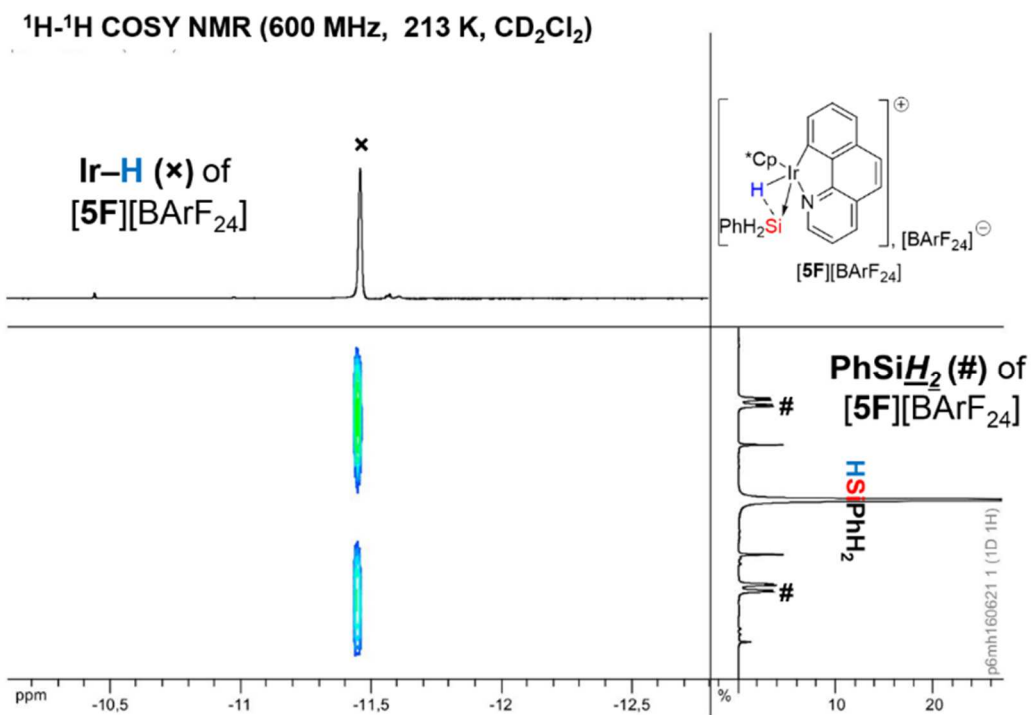 ¹H-¹H COSY NMR (600 MHz, 213 K, CD₂Cl₂)
×
Ir–H (×) of
[5F][BArF₂₄]
⊕
*Cp
Ir
H
N
PhH₂Si
, [BArF₂₄]⊖
[5F][BArF₂₄]
PhSiH₂ (#) of
[5F][BArF₂₄]
#
HSiPhH₂
#
p6mh160621 1 (1D 1H)
ppm
-10,5
-11
-11,5
-12
-12,5
%
10
20